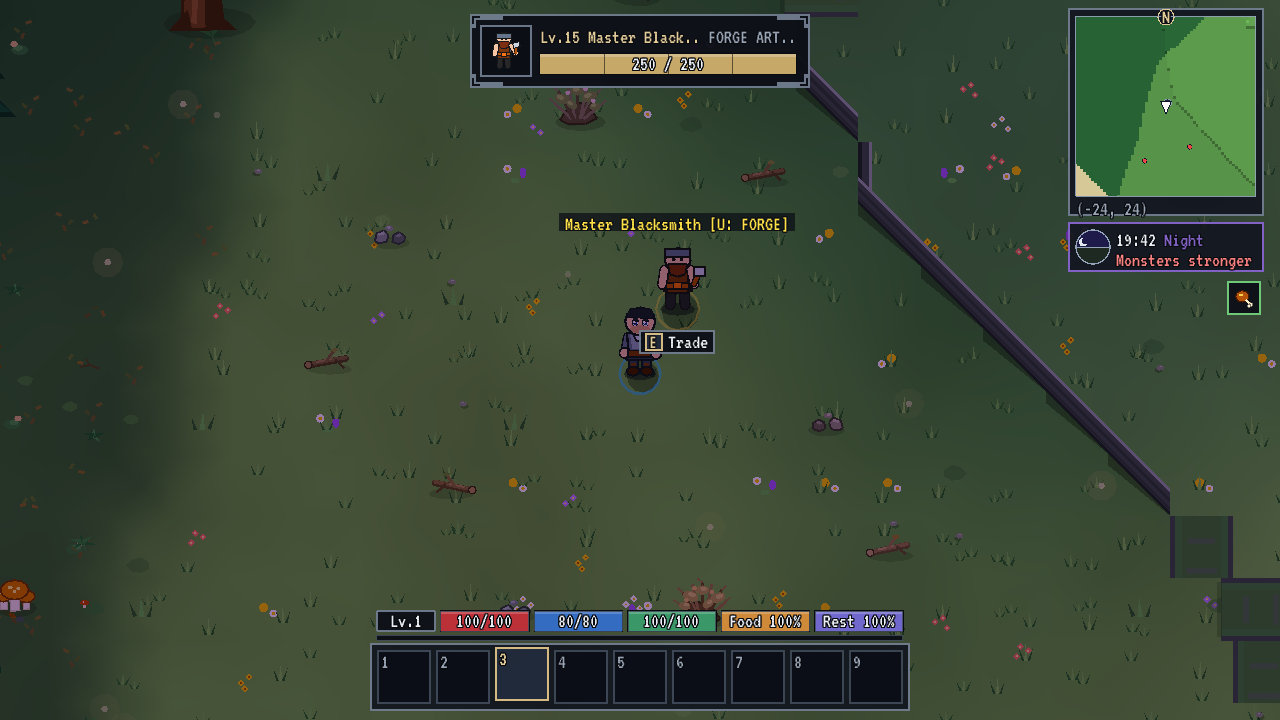 Lv.15 Master Black.. FORGE ART..
250 / 250
N
(-24, 24)
19:42 Night
Monsters stronger
Master Blacksmith [U: FORGE]
E Trade
Lv.1 100/100 80/80 100/100 Food 100% Rest 100%
1 2 3 4 5 6 7 8 9